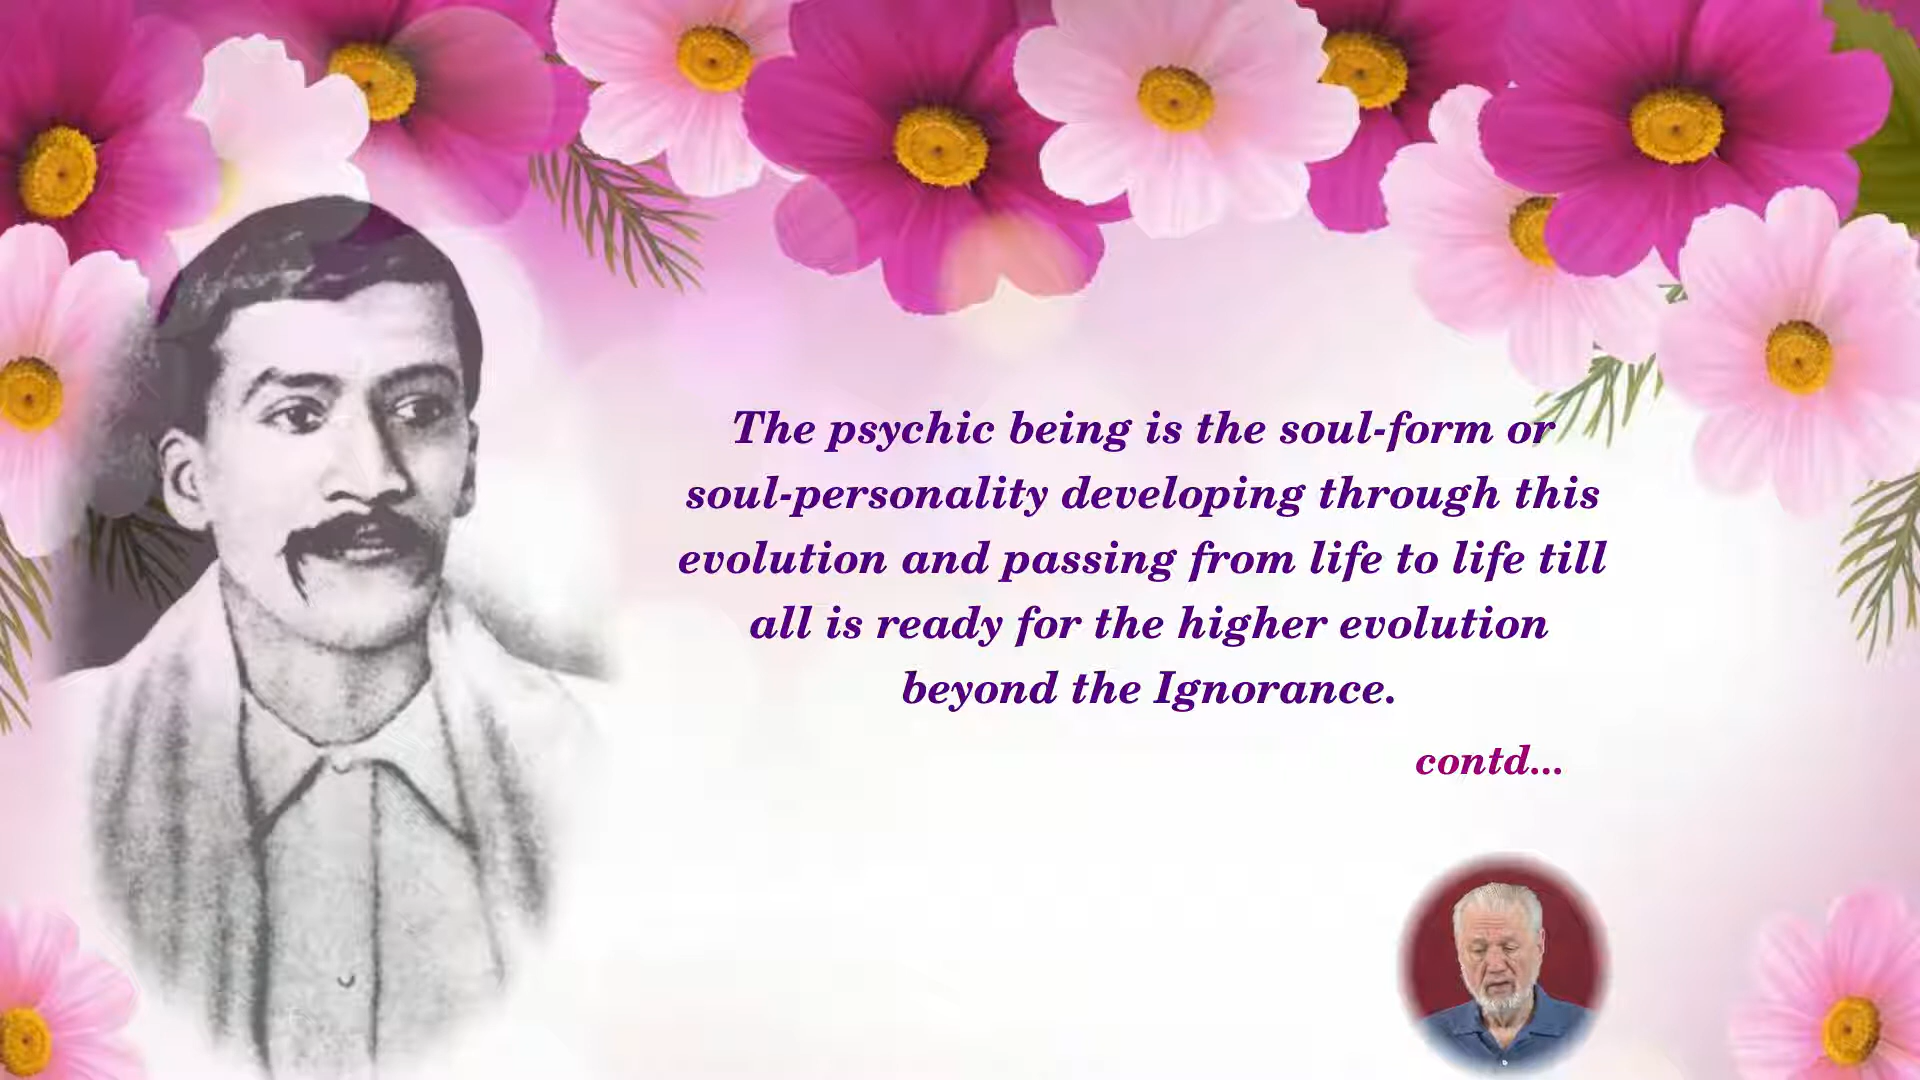 The psychic being is the soul-form or
soul-personality developing through this
evolution and passing from life to life till
all is ready for the higher evolution
beyond the Ignorance.
contd...